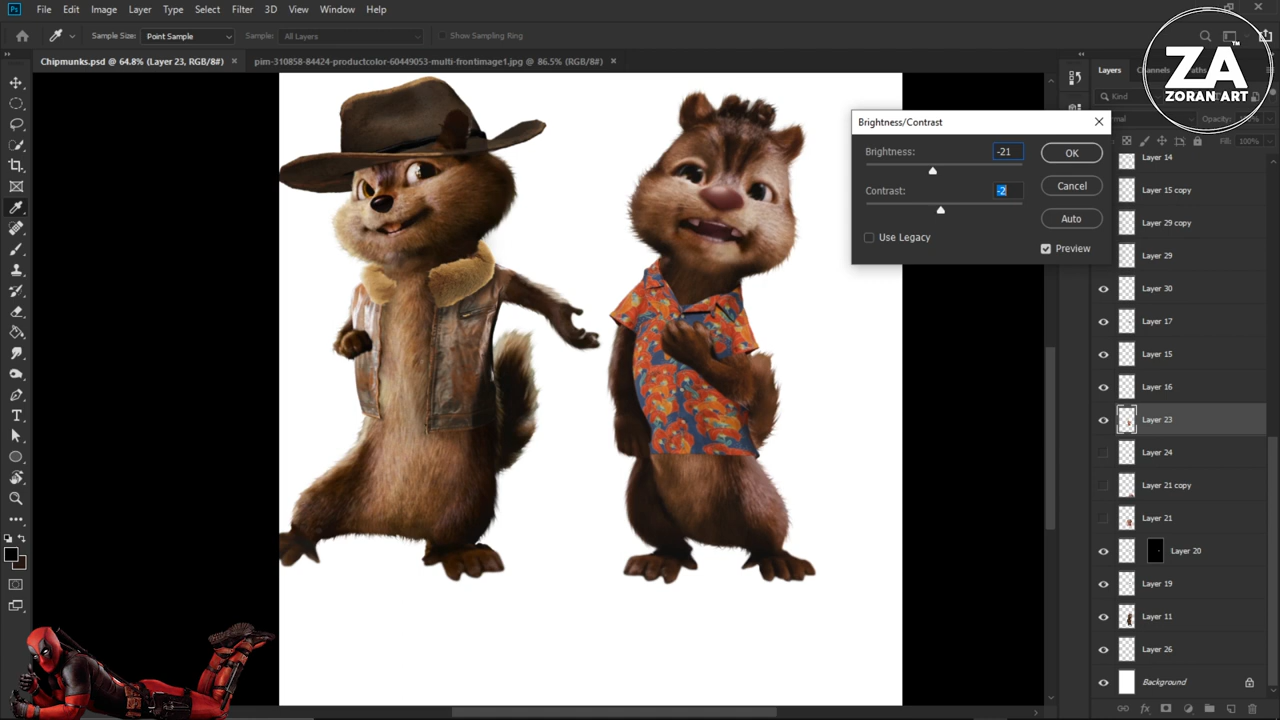 Ps File Edit Image Layer Type Select Filter 3D View Window Help
Sample Size: Point Sample Sample: All Layers Show Sampling Ring
Chipmunks.psd @ 64.8% (Layer 23, RGB/8#) × pim-310858-84424-productcolor-60449053-multi-frontimage1.jpg @ 86.5% (RGB/8#) ×
ZA™
ZORAN ART
Layers Channels Paths
Kind
Opacity:
Fill: 100%
Brightness/Contrast
Brightness: -21
OK
Contrast: -2
Cancel
Auto
Use Legacy
Preview
Layer 14
Layer 15 copy
Layer 29 copy
Layer 29
Layer 30
Layer 17
Layer 15
Layer 16
Layer 23
Layer 24
Layer 21 copy
Layer 21
Layer 20
Layer 19
Layer 11
Layer 26
Background
fx